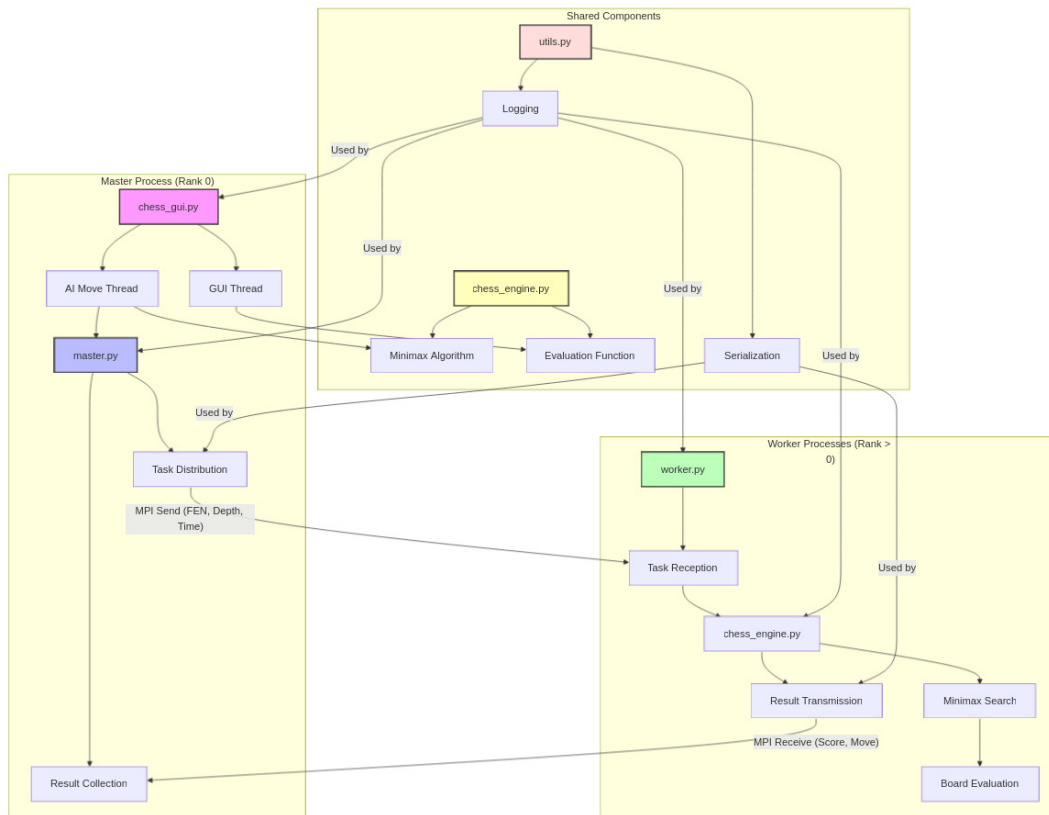 Shared Components
utils.py
Logging
Used by
Master Process (Rank 0)
chess_gui.py
Used by
AI Move Thread
GUI Thread
chess_engine.py
Used by
master.py
Minimax Algorithm
Evaluation Function
Serialization
Used by
Used by
Task Distribution
Worker Processes (Rank >
0)
worker.py
MPI Send (FEN, Depth,
Time)
Task Reception
Used by
chess_engine.py
Result Transmission
Minimax Search
MPI Receive (Score, Move)
Result Collection
Board Evaluation